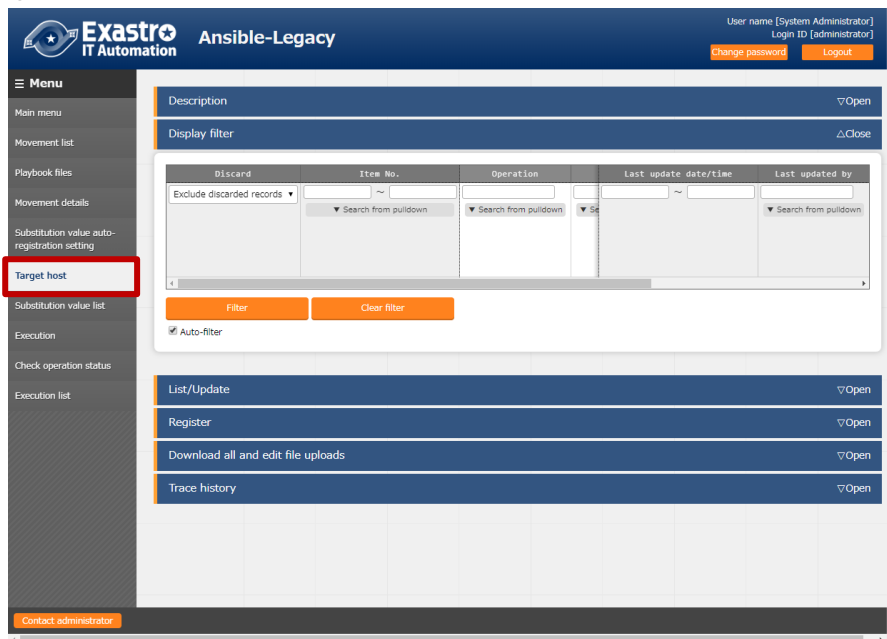 Exastro
IT Automation
Ansible-Legacy
User name [System Administrator]
Login ID [administrator]
Change password
Logout
☰ Menu
Main menu
Movement list
Playbook files
Movement details
Substitution value auto-
registration setting
Target host
Substitution value list
Execution
Check operation status
Execution list
Description ▽Open
Display filter △Close
Discard Item No. Operation Last update date/time Last updated by
Exclude discarded records ▼ ~ ~
▼ Search from pulldown ▼ Search from pulldown ▼ Se ▼ Search from pulldown
Filter Clear filter
Auto-filter
List/Update ▽Open
Register ▽Open
Download all and edit file uploads ▽Open
Trace history ▽Open
Contact administrator